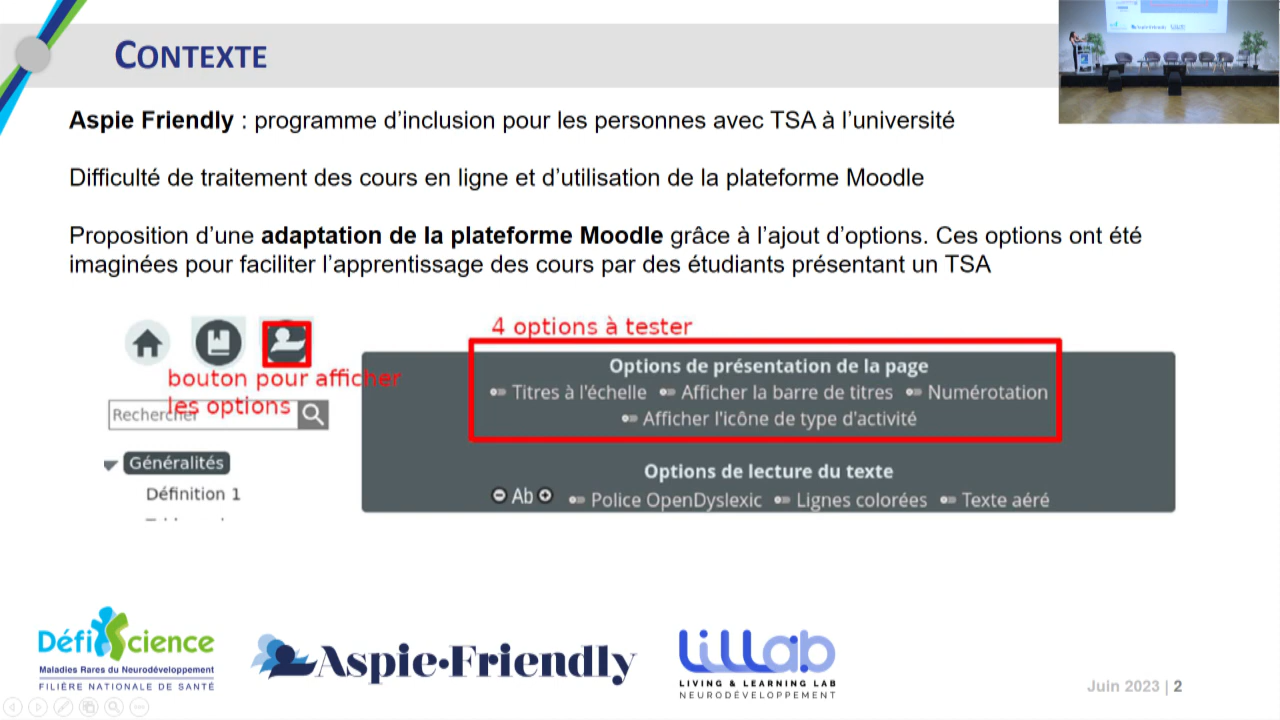 CONTEXTE
Aspie Friendly : programme d’inclusion pour les personnes avec TSA à l’université
Difficulté de traitement des cours en ligne et d’utilisation de la plateforme Moodle
Proposition d’une adaptation de la plateforme Moodle grâce à l’ajout d’options. Ces options ont été
imaginées pour faciliter l’apprentissage des cours par des étudiants présentant un TSA
bouton pour afficher
les options
Rechercher
Généralités
Définition 1
4 options à tester
Options de présentation de la page
Titres à l'échelle Afficher la barre de titres Numérotation
Afficher l'icône de type d'activité
Options de lecture du texte
Ab Police OpenDyslexic Lignes colorées Texte aéré
DéfiScience
Maladies Rares du Neurodéveloppement
FILIÈRE NATIONALE DE SANTÉ
Aspie•Friendly
LiLLab
LIVING & LEARNING LAB
NEURODÉVELOPPEMENT
Juin 2023 | 2